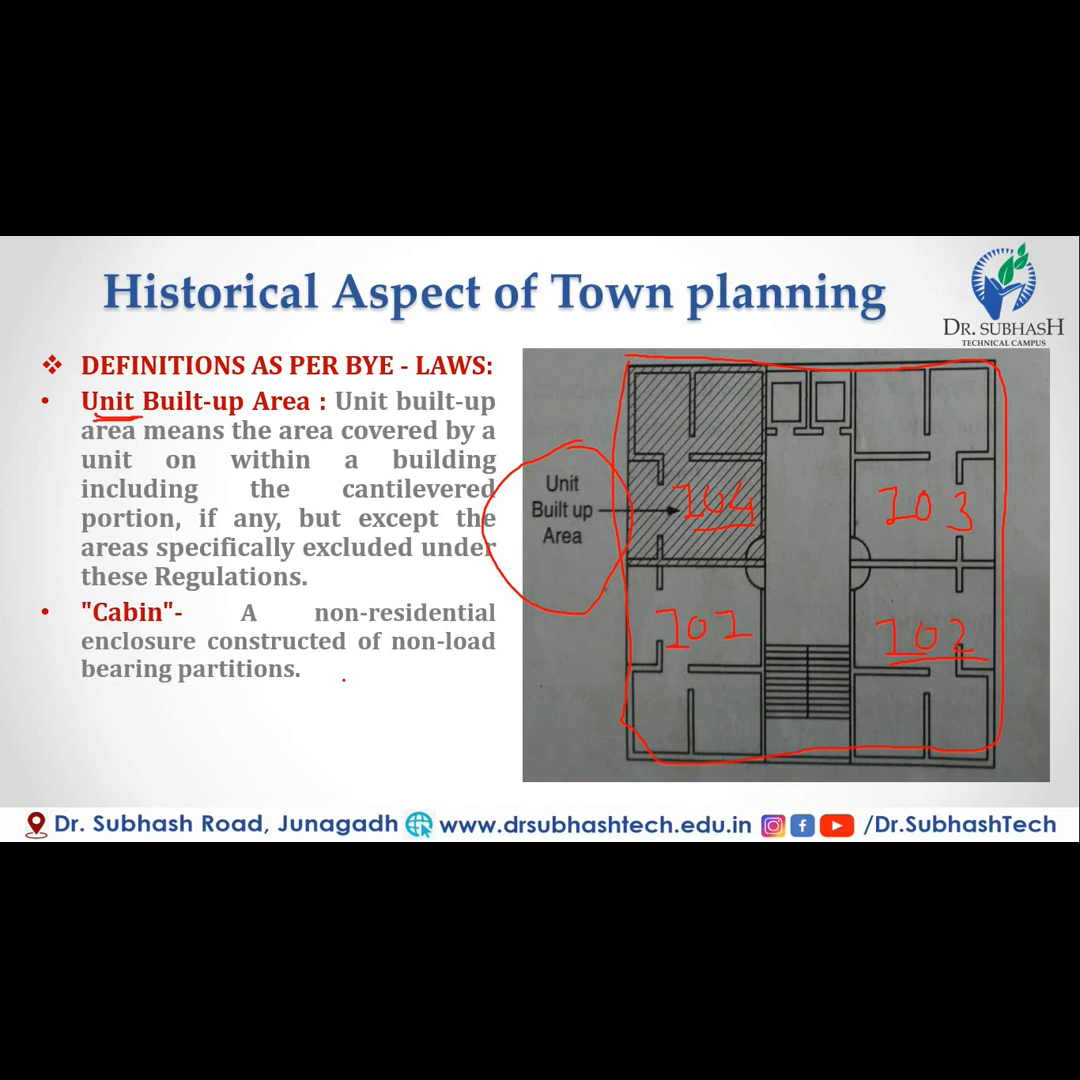 Historical Aspect of Town planning
DR. SUBHASH
TECHNICAL CAMPUS
❖ DEFINITIONS AS PER BYE - LAWS:
• Unit Built-up Area : Unit built-up
area means the area covered by a
unit on within a building
including the cantilevered
portion, if any, but except the
areas specifically excluded under
these Regulations.
• "Cabin"- A non-residential
enclosure constructed of non-load
bearing partitions.
Unit
Built up
Area
104
103
101
102
Dr. Subhash Road, Junagadh www.drsubhashtech.edu.in /Dr.SubhashTech